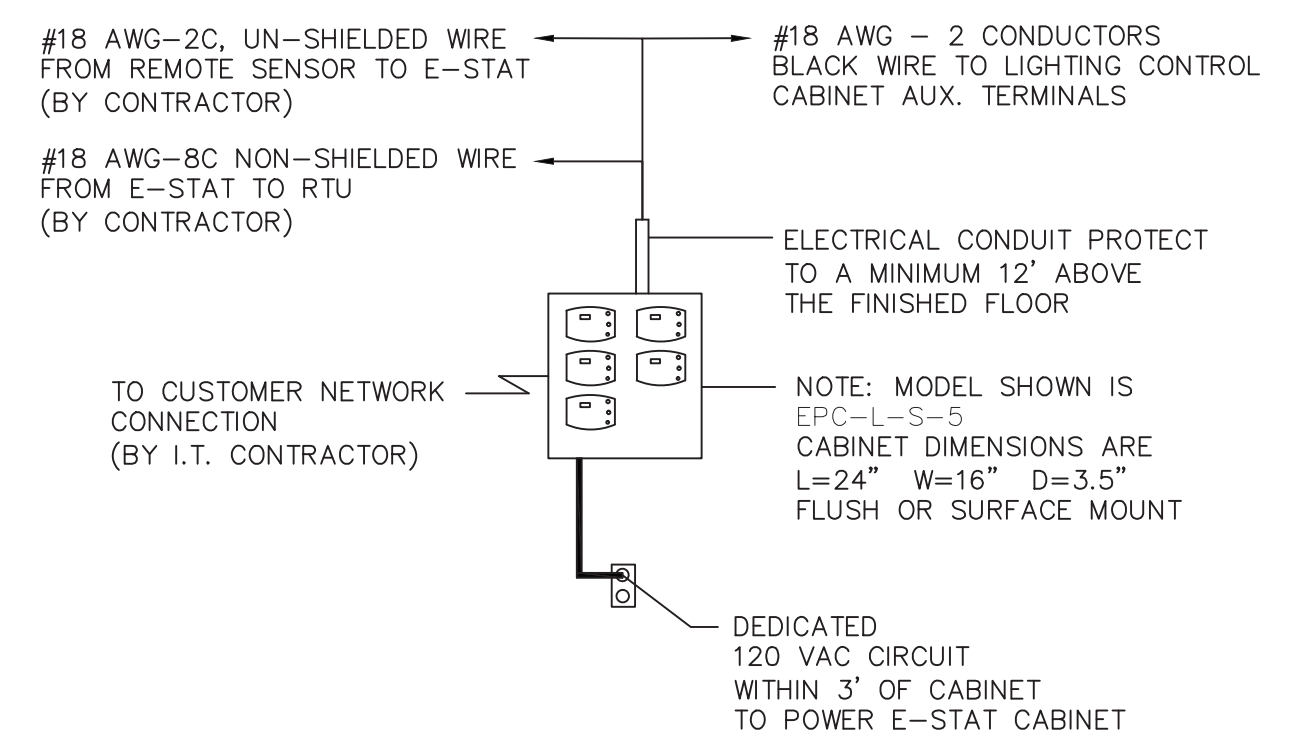 #18 AWG–2C, UN–SHIELDED WIRE
FROM REMOTE SENSOR TO E–STAT
(BY CONTRACTOR)
#18 AWG – 2 CONDUCTORS
BLACK WIRE TO LIGHTING CONTROL
CABINET AUX. TERMINALS
#18 AWG–8C NON–SHIELDED WIRE
FROM E–STAT TO RTU
(BY CONTRACTOR)
ELECTRICAL CONDUIT PROTECT
TO A MINIMUM 12' ABOVE
THE FINISHED FLOOR
TO CUSTOMER NETWORK
CONNECTION
(BY I.T. CONTRACTOR)
NOTE: MODEL SHOWN IS
EPC–L–S–5
CABINET DIMENSIONS ARE
L=24” W=16” D=3.5”
FLUSH OR SURFACE MOUNT
DEDICATED
120 VAC CIRCUIT
WITHIN 3' OF CABINET
TO POWER E–STAT CABINET